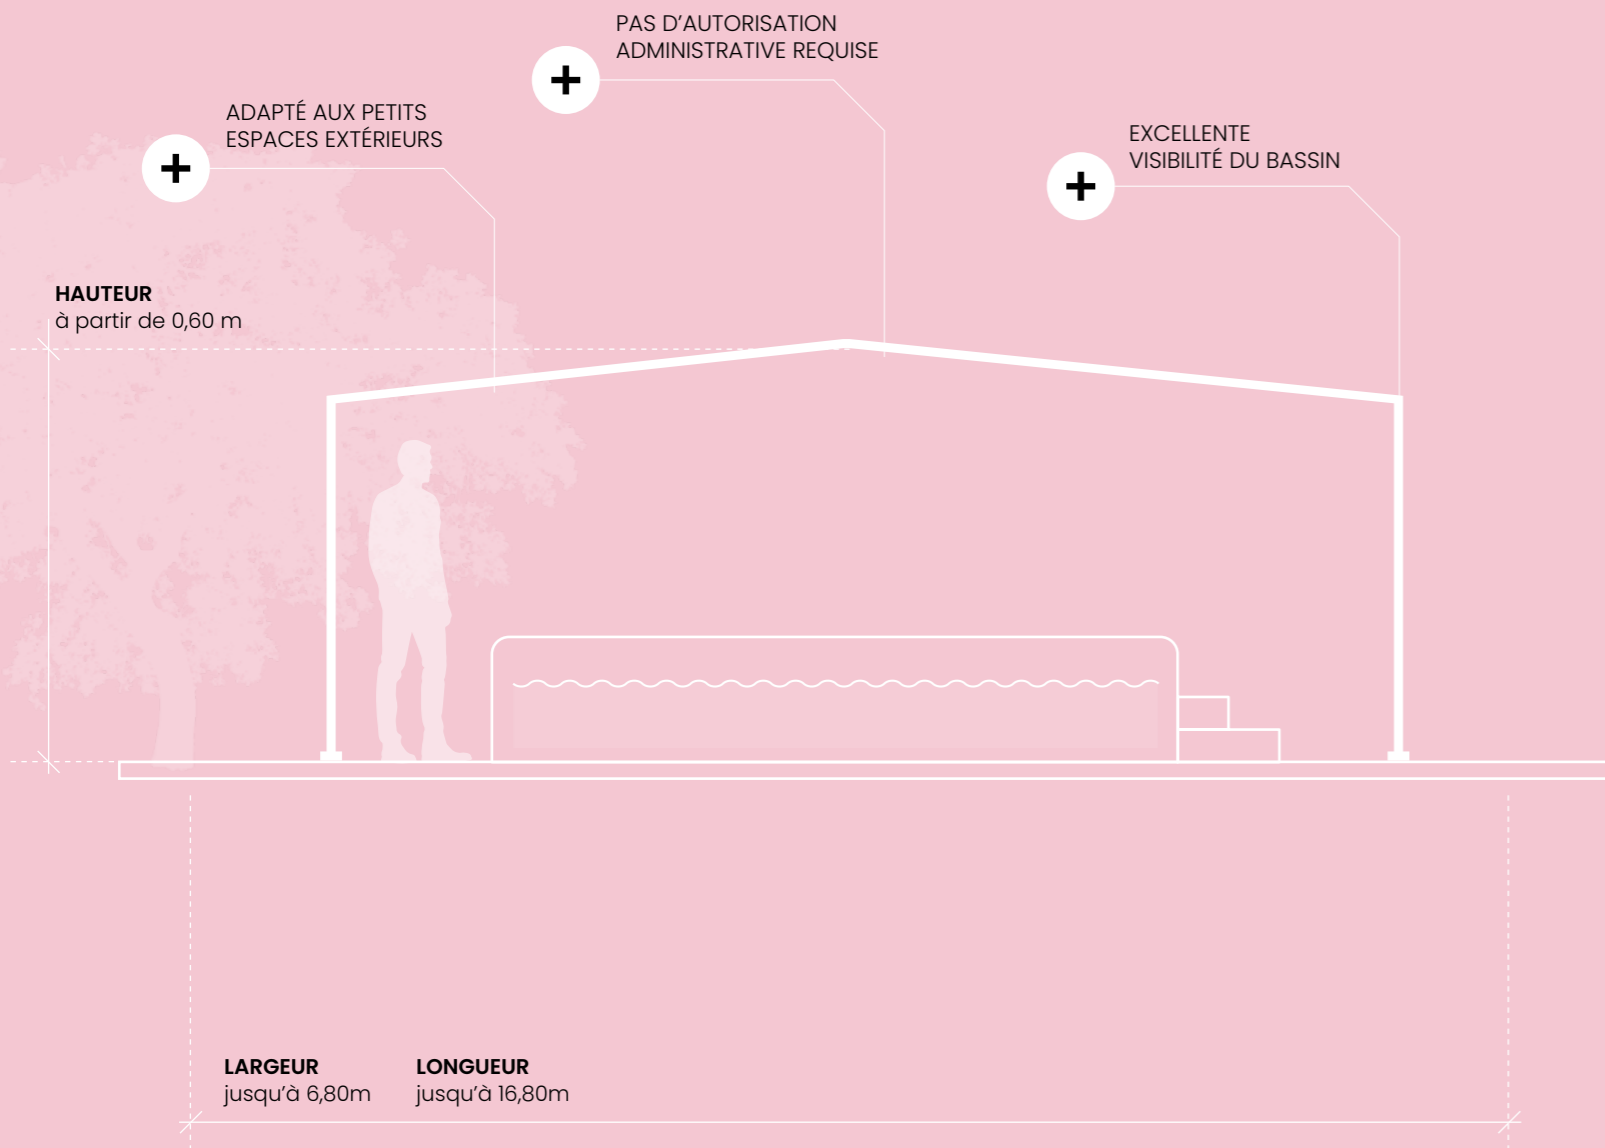 PAS D’AUTORISATION
ADMINISTRATIVE REQUISE
ADAPTÉ AUX PETITS
ESPACES EXTÉRIEURS
EXCELLENTE
VISIBILITÉ DU BASSIN
HAUTEUR
à partir de 0,60 m
LARGEUR
jusqu’à 6,80m
LONGUEUR
jusqu’à 16,80m